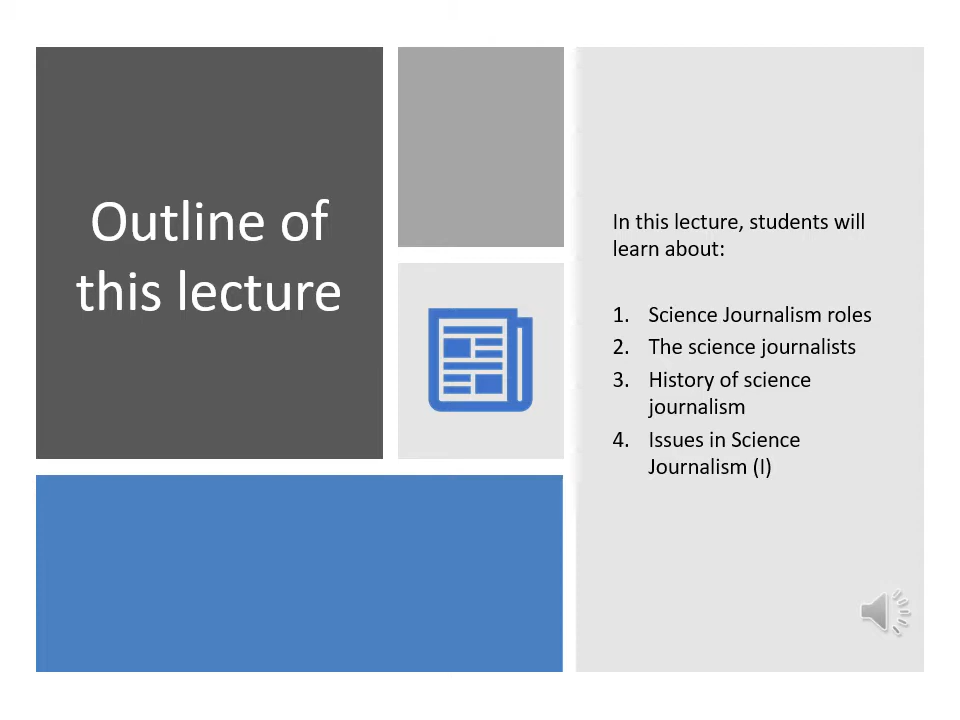 Outline of
this lecture
In this lecture, students will
learn about:
1. Science Journalism roles
2. The science journalists
3. History of science
journalism
4. Issues in Science
Journalism (I)